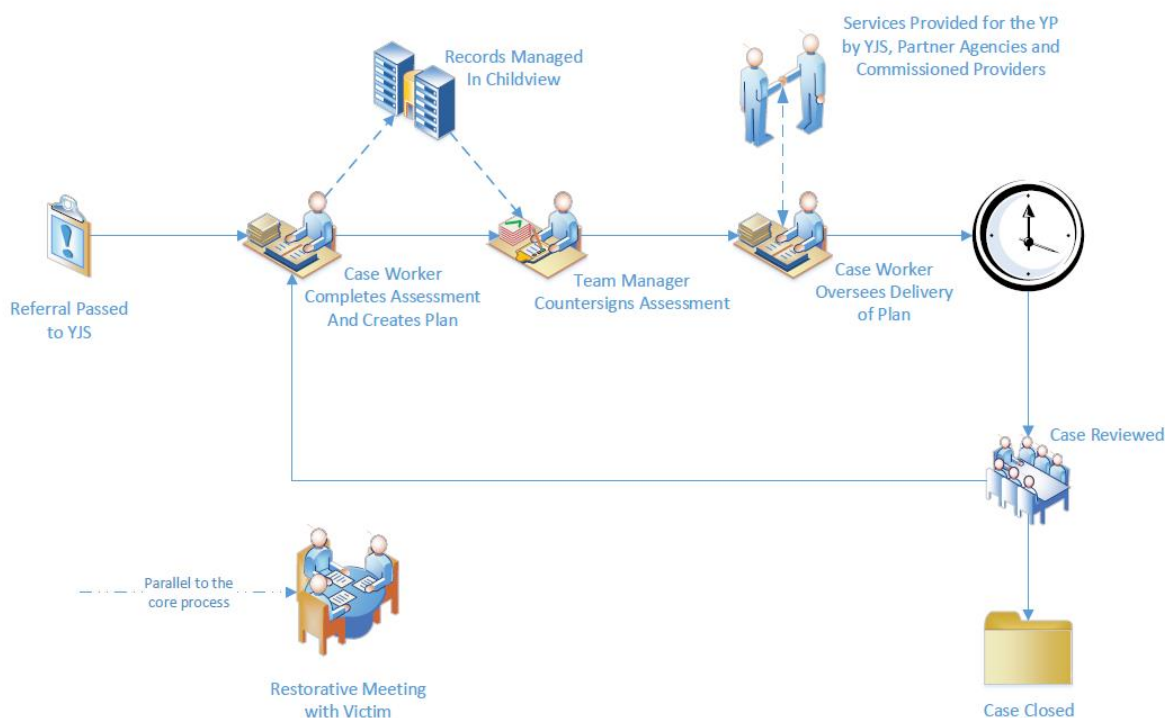 Services Provided for the YP
by YJS, Partner Agencies and
Commissioned Providers
Records Managed
In Childview
Referral Passed
to YJS
Case Worker
Completes Assessment
And Creates Plan
Team Manager
Countersigns Assessment
Case Worker
Oversees Delivery
of Plan
Case Reviewed
Parallel to the
core process
Restorative Meeting
with Victim
Case Closed